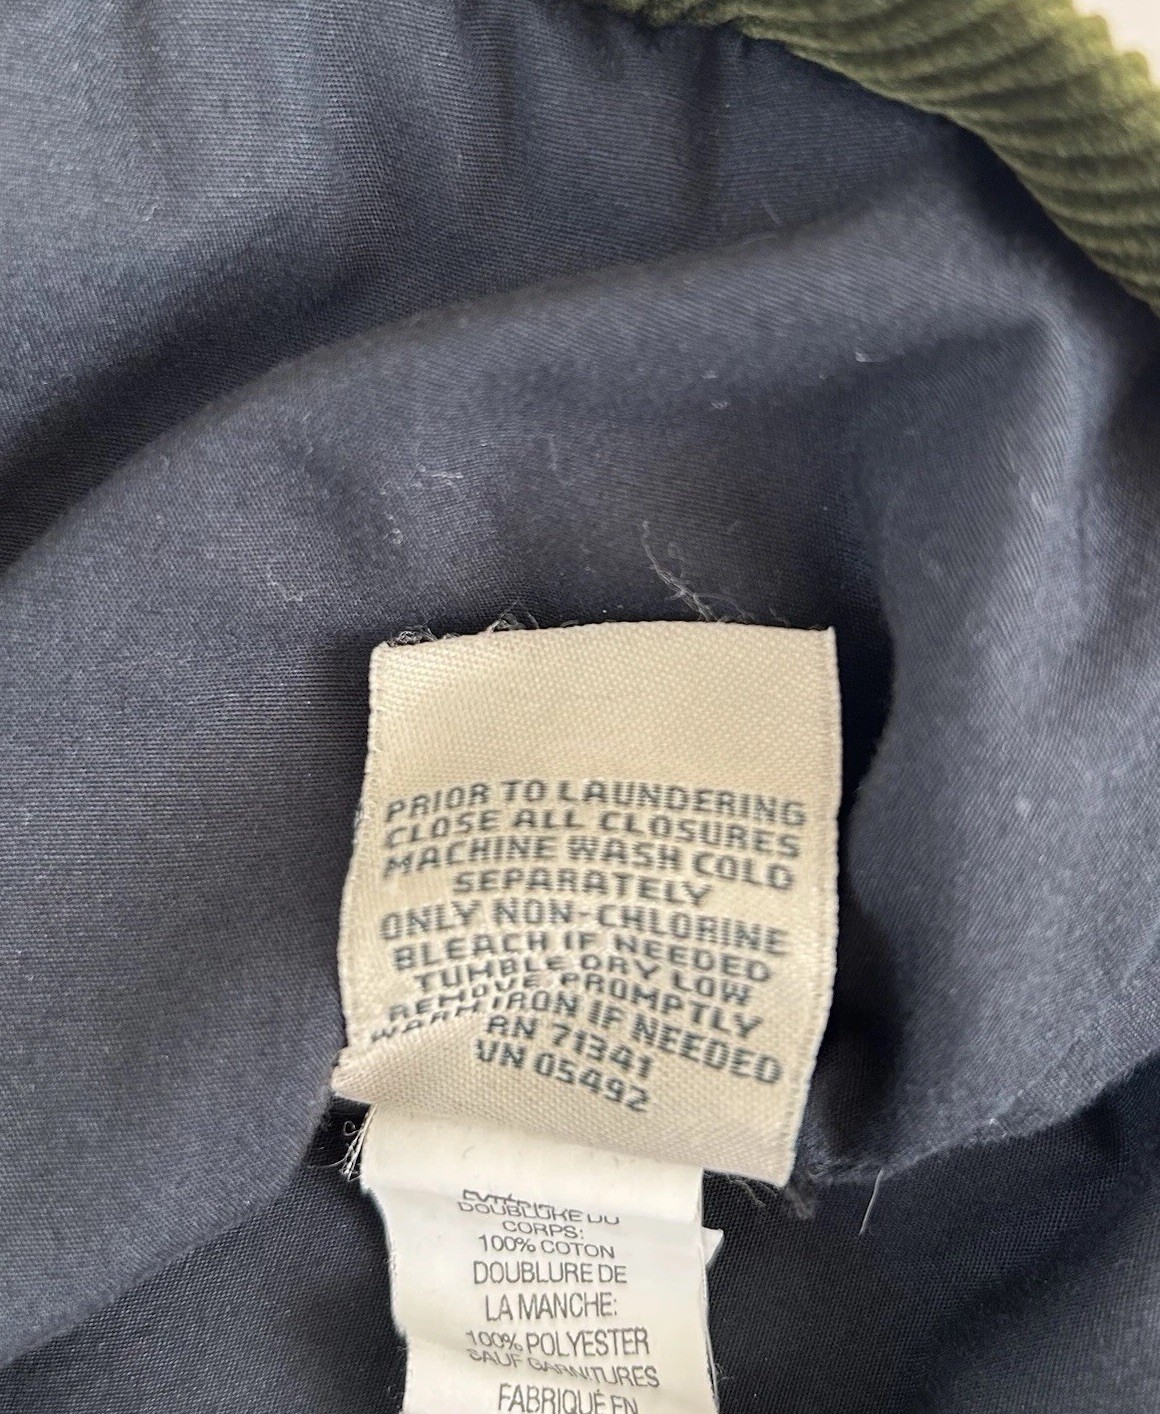 PRIOR TO LAUNDERING
CLOSE ALL CLOSURES
MACHINE WASH COLD
SEPARATELY
ONLY NON-CHLORINE
BLEACH IF NEEDED
TUMBLE DRY LOW
REMOVE PROMPTLY
WARM IRON IF NEEDED
RN 71341
VN 05492
DOUBLURE DU
CORPS:
100% COTON
DOUBLURE DE
LA MANCHE:
100% POLYESTER
SAUF GARNITURES
FABRIQUÉ EN